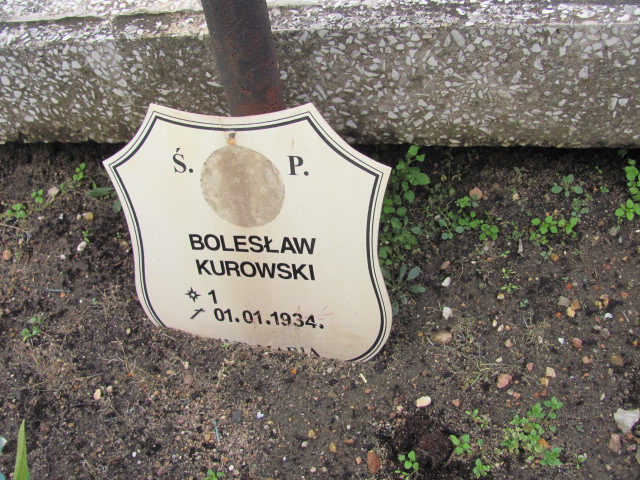 Ś. P.
BOLESŁAW
KUROWSKI
1
01.01.1934.